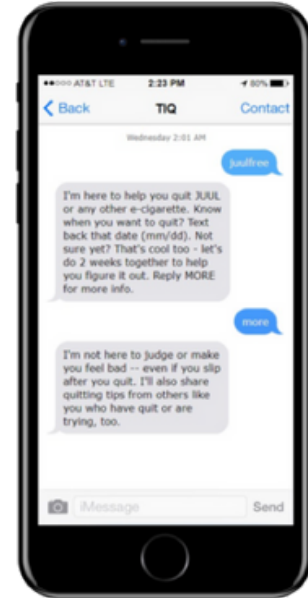 AT&T LTE 2:23 PM 80%
Back TIQ Contact
Wednesday 2:01 AM
juulfree
I'm here to help you quit JUUL
or any other e-cigarette. Know
when you want to quit? Text
back that date (mm/dd). Not
sure yet? That's cool too - let's
do 2 weeks together to help
you figure it out. Reply MORE
for more info.
more
I'm not here to judge or make
you feel bad -- even if you slip
after you quit. I'll also share
quitting tips from others like
you who have quit or are
trying, too.
iMessage Send